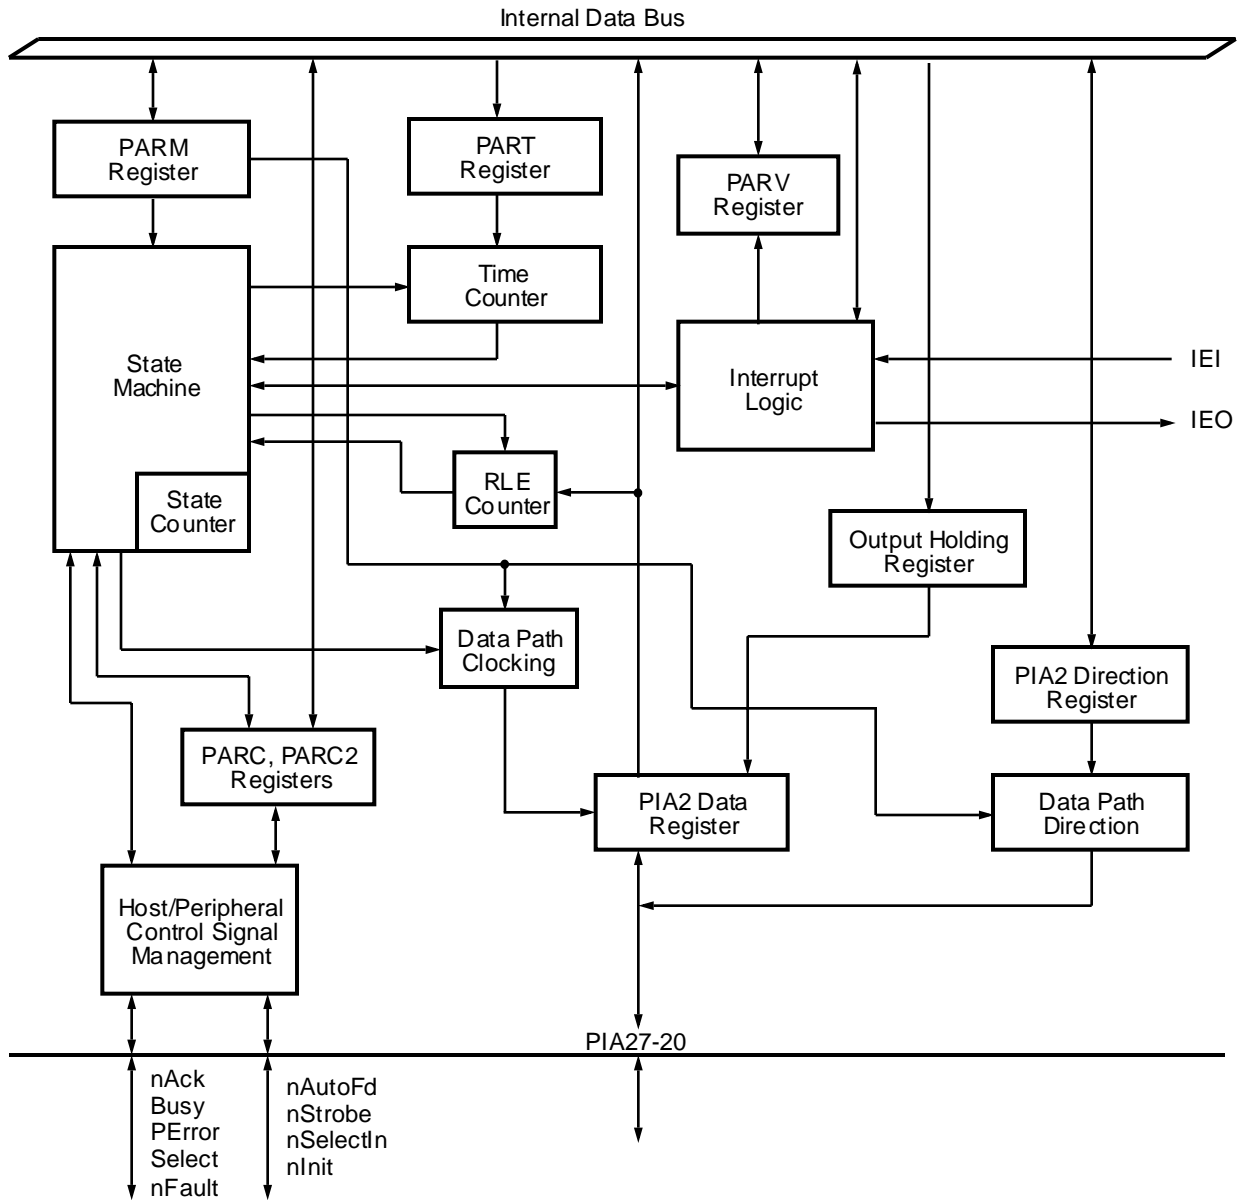 Internal Data Bus
PARM
Register
PART
Register
PARV
Register
Time
Counter
State
Machine
Interrupt
Logic
IEI
IEO
RLE
Counter
State
Counter
Output Holding
Register
Data Path
Clocking
PIA2 Direction
Register
PARC, PARC2
Registers
PIA2 Data
Register
Data Path
Direction
Host/Peripheral
Control Signal
Management
PIA27-20
nAck
Busy
PError
Select
nFault
nAutoFd
nStrobe
nSelectIn
nInit